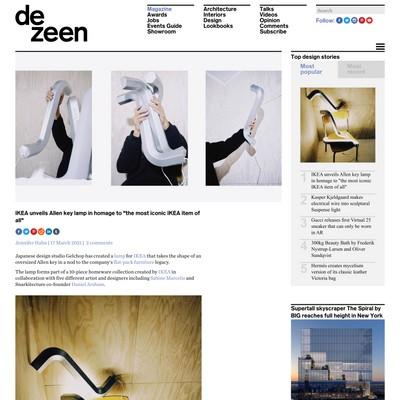 de
zeen
Magazine
Awards
Jobs
Events Guide
Showroom
Architecture
Interiors
Design
Lookbooks
Talks
Videos
Opinion
Comments
Subscribe
Search
Follow:
Top design stories
Most
popular
Most
recent
1 IKEA unveils Allen key lamp
in homage to "the most iconic
IKEA item of all"
2 Kasper Kjeldgaard makes
electrical wire into sculptural
Suspense light
3 Gucci releases first Virtual 25
sneaker that can only be worn
in AR
4 300kg Beauty Bath by Frederik
Nystrup-Larsen and Oliver
Sundqvist
5 Hermès create mycelium
version of its classic leather
Victoria bag
IKEA unveils Allen key lamp in homage to "the most iconic IKEA item of
all"
Jennifer Hahn | 17 March 2021 | 2 comments
Japanese design studio Gelchop has created a lamp for IKEA that takes the shape of an
oversized Allen key in a nod to the company's flat-pack furniture legacy.
The lamp forms part of a 10-piece homeware collection created by IKEA in
collaboration with five different artists and designers including Sabine Marcelis and
Snarkitecture co-founder Daniel Arsham.
Supertall skyscraper The Spiral by
BIG reaches full height in New York